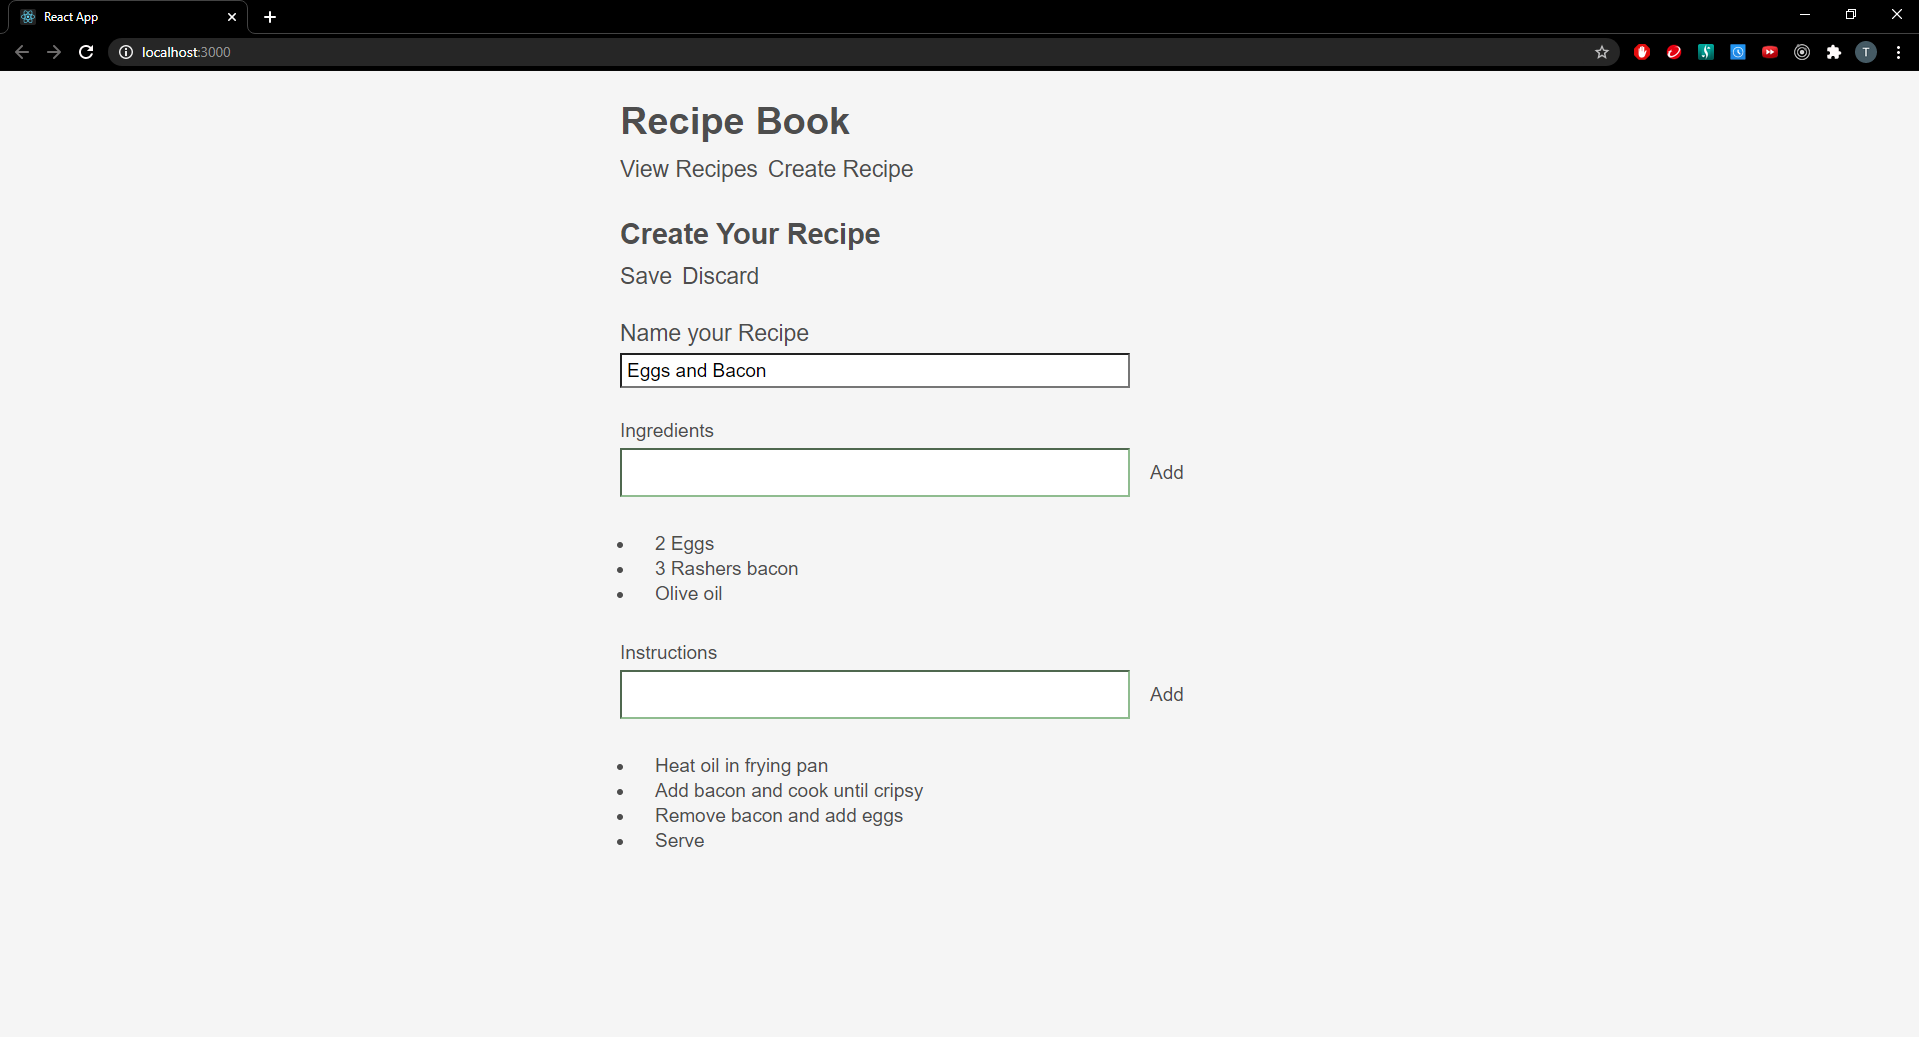 React App
localhost:3000
T
Recipe Book
View Recipes Create Recipe
Create Your Recipe
Save Discard
Name your Recipe
Eggs and Bacon
Ingredients
Add
• 2 Eggs
• 3 Rashers bacon
• Olive oil
Instructions
Add
• Heat oil in frying pan
• Add bacon and cook until cripsy
• Remove bacon and add eggs
• Serve